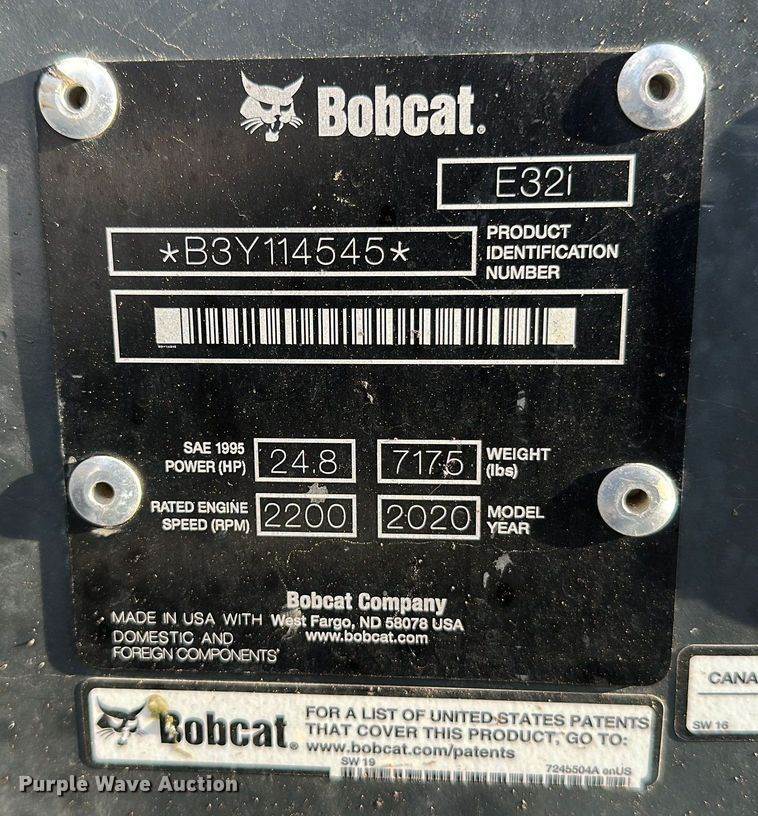 Bobcat.
E32i
*B3Y114545*
PRODUCT
IDENTIFICATION
NUMBER
SAE 1995
POWER (HP)
24.8
7175
WEIGHT
(lbs)
RATED ENGINE
SPEED (RPM)
2200
2020
MODEL
YEAR
Bobcat Company
West Fargo, ND 58078 USA
www.bobcat.com
MADE IN USA WITH
DOMESTIC AND
FOREIGN COMPONENTS
Bobcat.
FOR A LIST OF UNITED STATES PATENTS
THAT COVER THIS PRODUCT, GO TO:
www.bobcat.com/patents
SW 19
7245504A enUS
CANA
SW 16
Purple Wave Auction